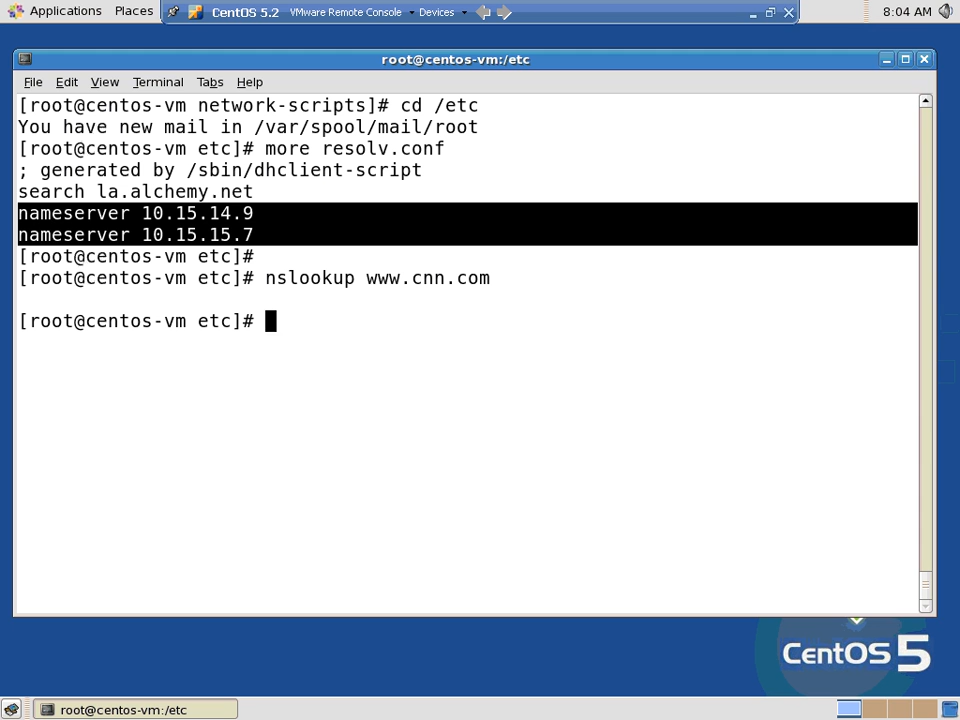 Applications Places CentOS 5.2 VMware Remote Console Devices 8:04 AM
root@centos-vm:/etc
File Edit View Terminal Tabs Help
[root@centos-vm network-scripts]# cd /etc
You have new mail in /var/spool/mail/root
[root@centos-vm etc]# more resolv.conf
; generated by /sbin/dhclient-script
search la.alchemy.net
nameserver 10.15.14.9
nameserver 10.15.15.7
[root@centos-vm etc]#
[root@centos-vm etc]# nslookup www.cnn.com
[root@centos-vm etc]#
CentOS 5
root@centos-vm:/etc